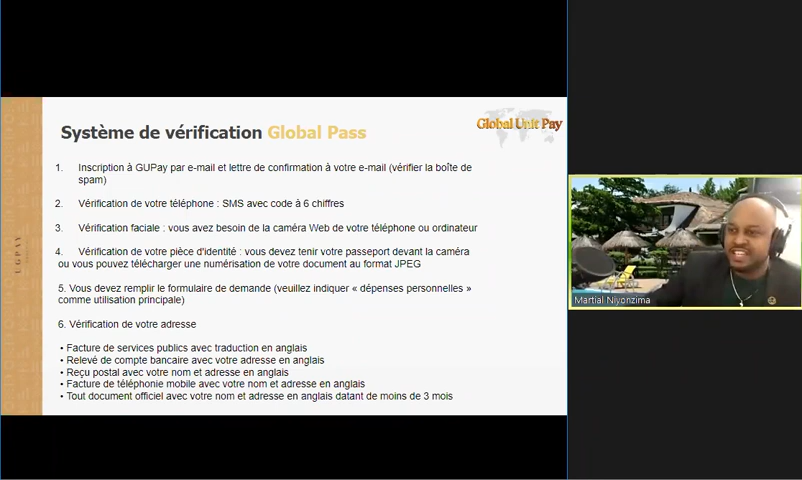 Système de vérification Global Pass
Global Unit Pay
1. Inscription à GUPay par e-mail et lettre de confirmation à votre e-mail (vérifier la boîte de
spam)
2. Vérification de votre téléphone : SMS avec code à 6 chiffres
3. Vérification faciale : vous avez besoin de la caméra Web de votre téléphone ou ordinateur
4. Vérification de votre pièce d'identité : vous devez tenir votre passeport devant la caméra
ou vous pouvez télécharger une numérisation de votre document au format JPEG
5. Vous devez remplir le formulaire de demande (veuillez indiquer « dépenses personnelles »
comme utilisation principale)
6. Vérification de votre adresse
• Facture de services publics avec traduction en anglais
• Relevé de compte bancaire avec votre adresse en anglais
• Reçu postal avec votre nom et adresse en anglais
• Facture de téléphonie mobile avec votre nom et adresse en anglais
• Tout document officiel avec votre nom et adresse en anglais datant de moins de 3 mois
UGPAY
Martial Niyonzima